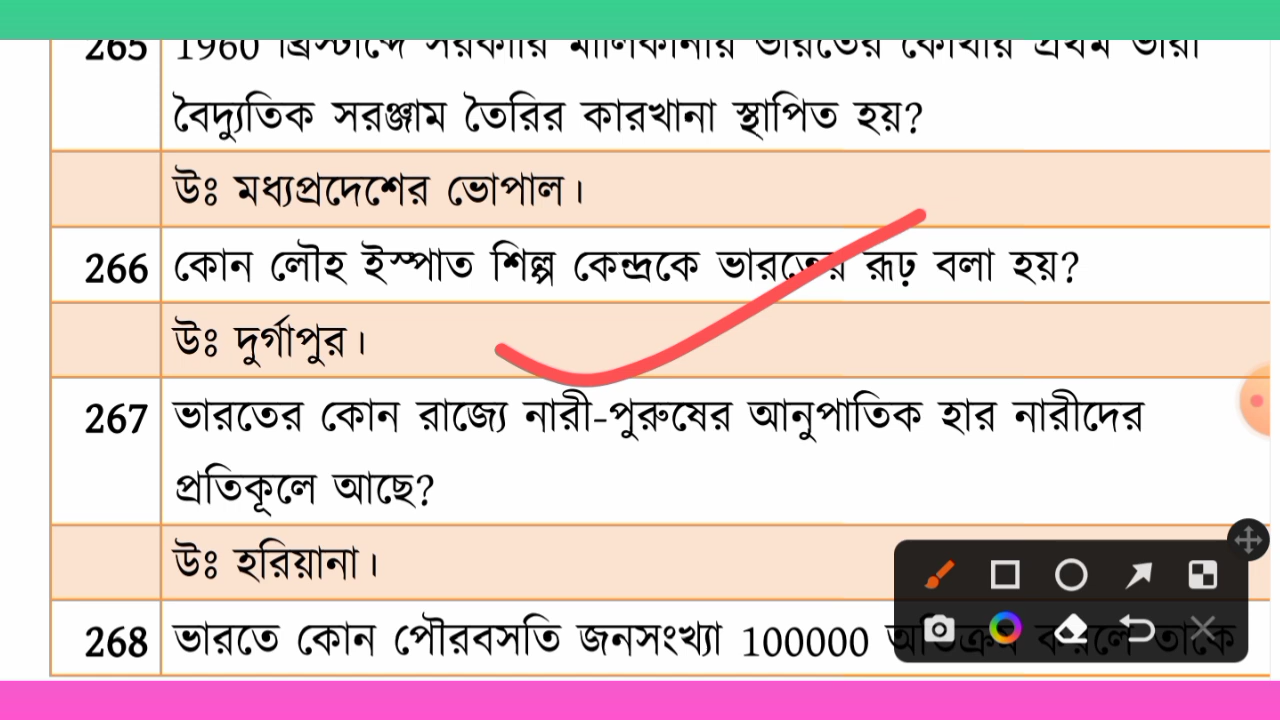 265 1960 খ্রিস্টাব্দে সরকারি মালিকানায় ভারতের কোথায় প্রথম ভারী
বৈদ্যুতিক সরঞ্জাম তৈরির কারখানা স্থাপিত হয়?
উঃ মধ্যপ্রদেশের ভোপাল।
266 কোন লৌহ ইস্পাত শিল্প কেন্দ্রকে ভারতের রূঢ় বলা হয়?
উঃ দুর্গাপুর।
267 ভারতের কোন রাজ্যে নারী-পুরুষের আনুপাতিক হার নারীদের
প্রতিকূলে আছে?
উঃ হরিয়ানা।
268 ভারতে কোন পৌরবসতি জনসংখ্যা 100000 অতিক্রম করলে তাকে